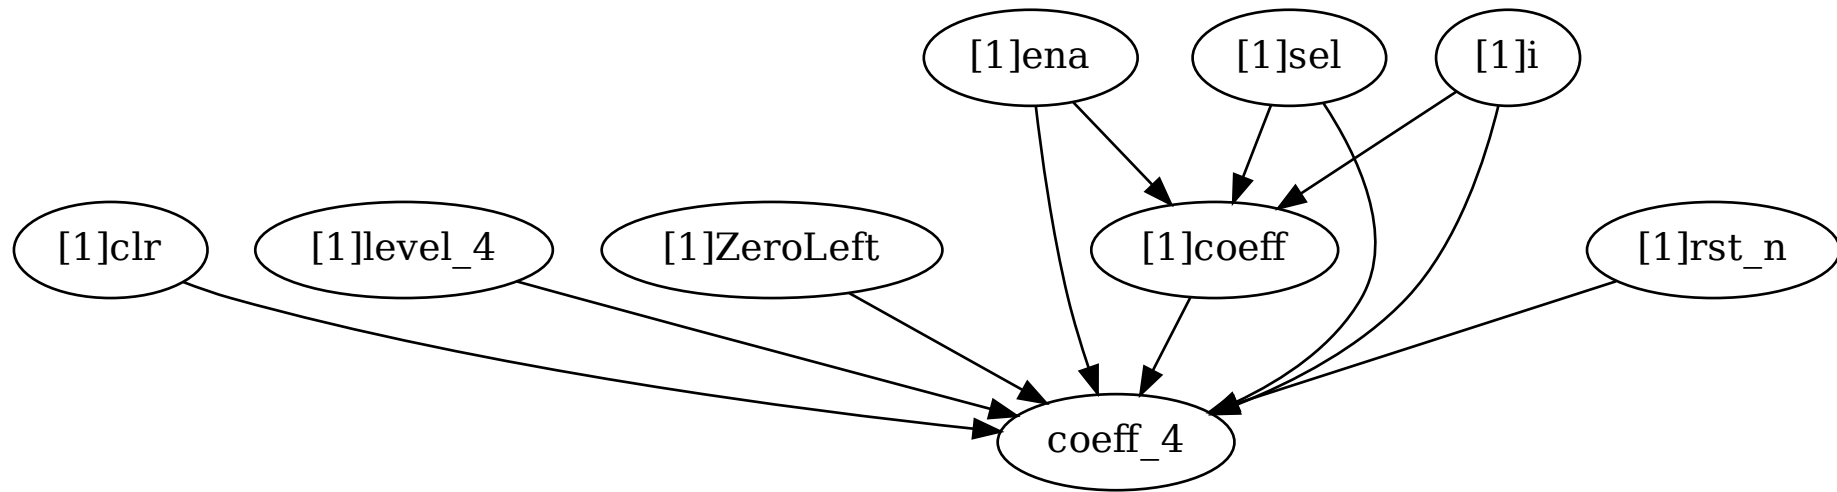 [1]ena
[1]sel
[1]i
[1]clr
[1]level_4
[1]ZeroLeft
[1]coeff
[1]rst_n
coeff_4